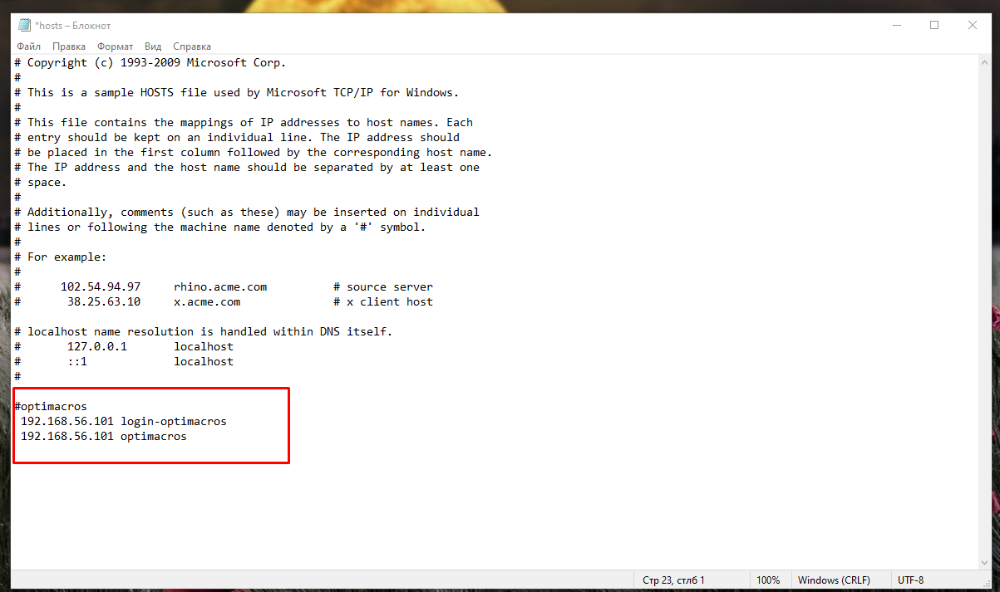 *hosts – Блокнот
Файл Правка Формат Вид Справка
# Copyright (c) 1993-2009 Microsoft Corp.
#
# This is a sample HOSTS file used by Microsoft TCP/IP for Windows.
#
# This file contains the mappings of IP addresses to host names. Each
# entry should be kept on an individual line. The IP address should
# be placed in the first column followed by the corresponding host name.
# The IP address and the host name should be separated by at least one
# space.
#
# Additionally, comments (such as these) may be inserted on individual
# lines or following the machine name denoted by a '#' symbol.
#
# For example:
#
#      102.54.94.97     rhino.acme.com          # source server
#       38.25.63.10     x.acme.com              # x client host

# localhost name resolution is handled within DNS itself.
#       127.0.0.1       localhost
#       ::1             localhost
#

#optimacros
 192.168.56.101 login-optimacros
 192.168.56.101 optimacros
Стр 23, стлб 1 100% Windows (CRLF) UTF-8